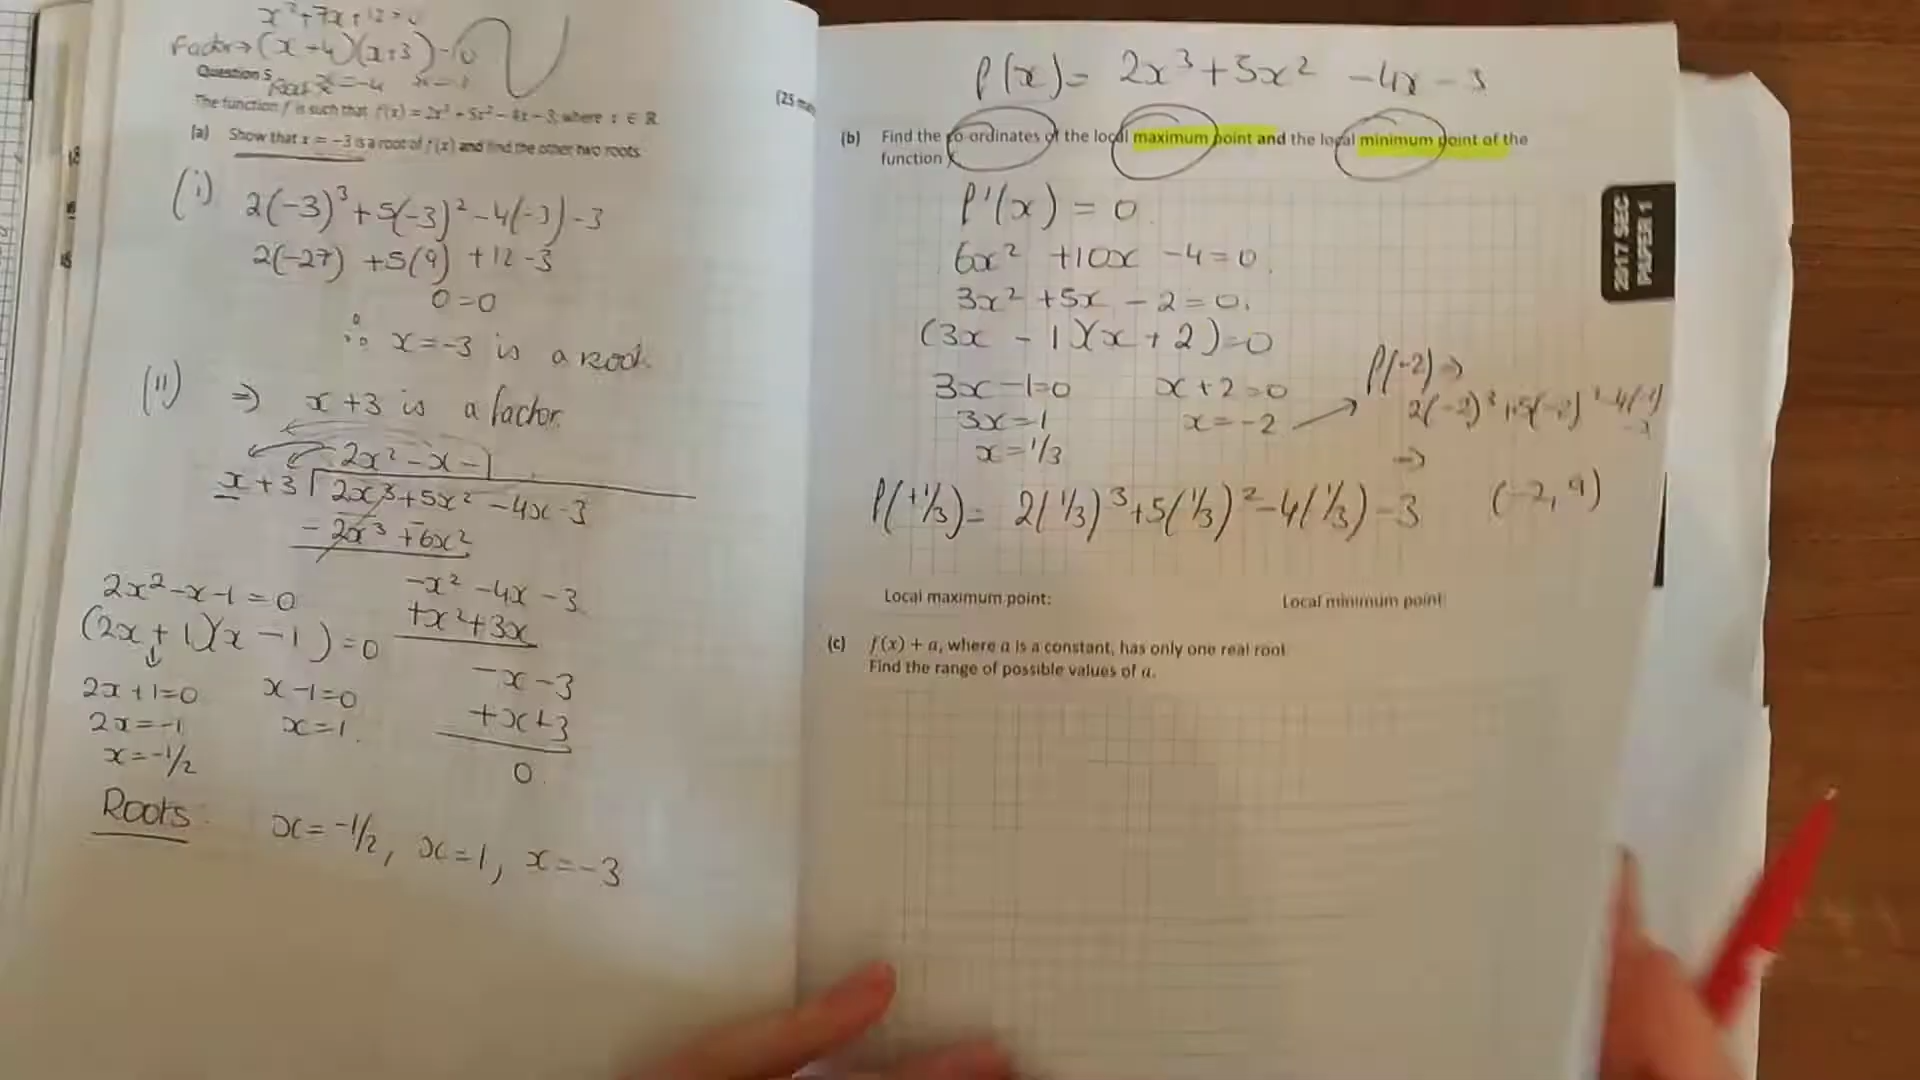 x² + 7x + 12 = 0
Factor → (x + 4)(x + 3) = 0
Question 5
x = -4
The function f is such that f(x) = 2x³ + 5x² − 4x − 3, where x ∈ ℝ.
(a) Show that x = −3 is a root of f(x) and find the other two roots.
(i) 2(-3)³ + 5(-3)² - 4(-3) - 3
2(-27) + 5(9) + 12 - 3
0 = 0
∴ x = -3 is a root.
(ii) ⇒ x + 3 is a factor.
2x² - x - 1
x + 3 2x³ + 5x² - 4x - 3
- 2x³ + 6x²
-x² - 4x - 3
+x² + 3x
-x - 3
+x + 3
0
2x² - x - 1 = 0
(2x + 1)(x - 1) = 0
2x + 1 = 0 x - 1 = 0
2x = -1 x = 1
x = -1/2
Roots: x = -1/2, x = 1, x = -3
(25
f(x) = 2x³ + 5x² - 4x - 3
(b) Find the co-ordinates of the local maximum point and the local minimum point of the
function f
f'(x) = 0
6x² + 10x - 4 = 0
3x² + 5x - 2 = 0
(3x - 1)(x + 2) = 0
3x - 1 = 0 x + 2 = 0
3x = 1 x = -2
x = 1/3
f(-2) ⇒
2(-2)³ + 5(-2)² - 4(-2)
- 3
⇒
(-2, 9)
f(+1/3) = 2(1/3)³ + 5(1/3)² - 4(1/3) - 3
Local maximum point: Local minimum point:
(c) f(x) + a, where a is a constant, has only one real root.
Find the range of possible values of a.
2017 SEC
PAPER 1